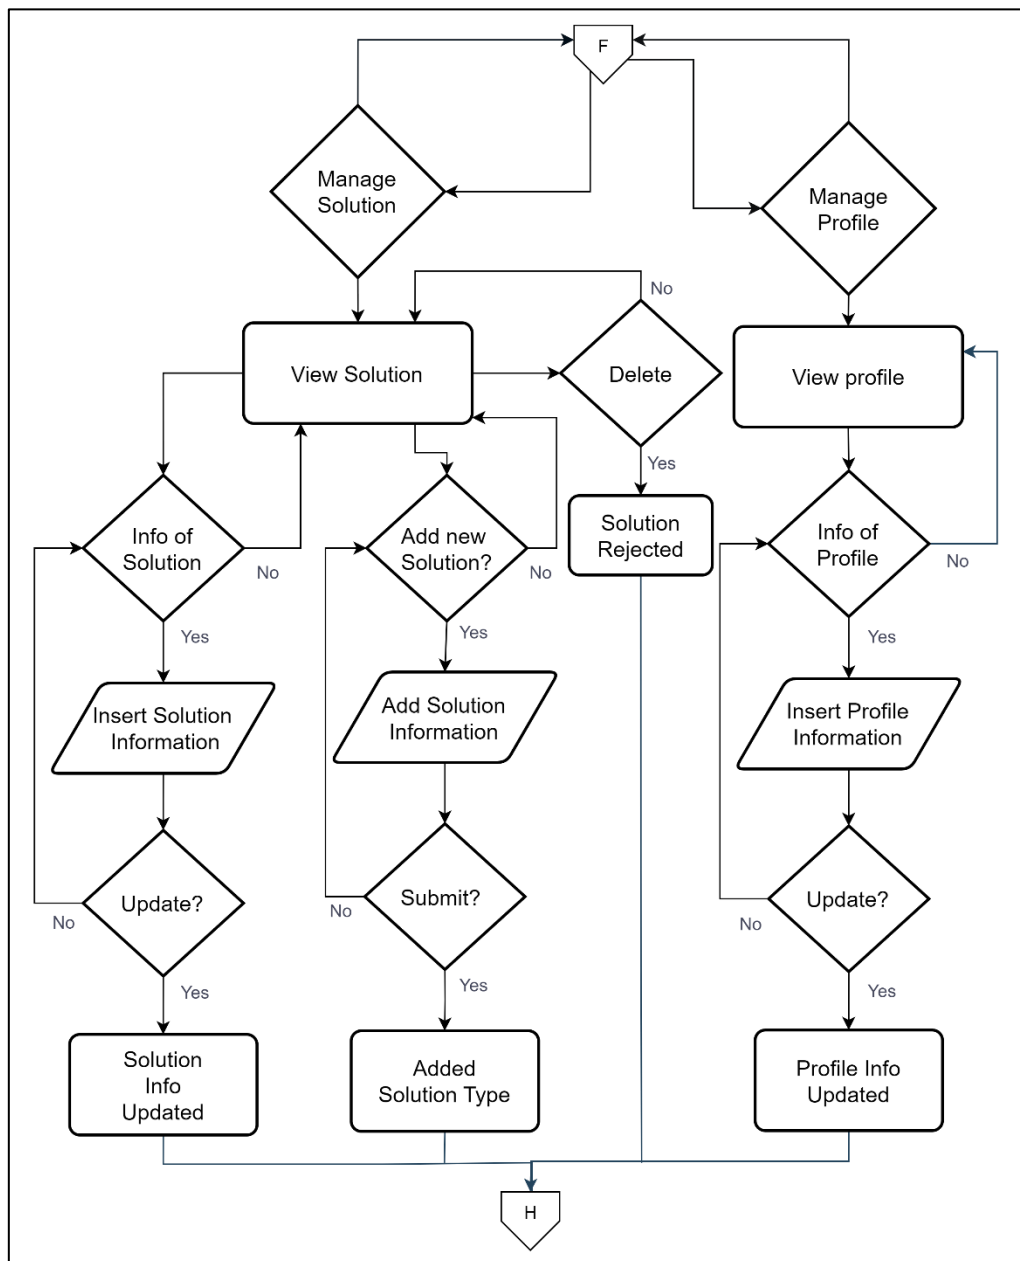 F
Manage
Solution
Manage
Profile
No
View Solution
Delete
View profile
Yes
Solution
Rejected
Info of
Solution
No
Add new
Solution?
No
Info of
Profile
No
Yes
Yes
Yes
Insert Solution
Information
Add Solution
Information
Insert Profile
Information
Update?
No
Submit?
No
Update?
No
Yes
Yes
Yes
Solution
Info
Updated
Added
Solution Type
Profile Info
Updated
H